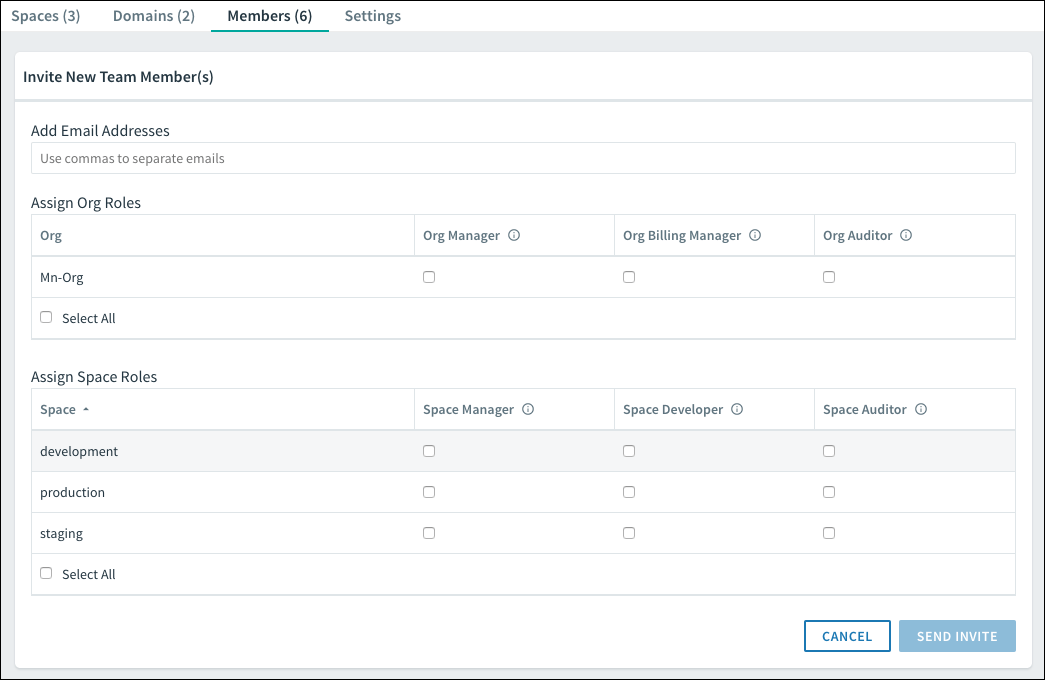 Spaces (3) Domains (2) Members (6) Settings
Invite New Team Member(s)
Add Email Addresses
Use commas to separate emails
Assign Org Roles
Org Org Manager Org Billing Manager Org Auditor
Mn-Org
Select All
Assign Space Roles
Space Space Manager Space Developer Space Auditor
development
production
staging
Select All
CANCEL SEND INVITE